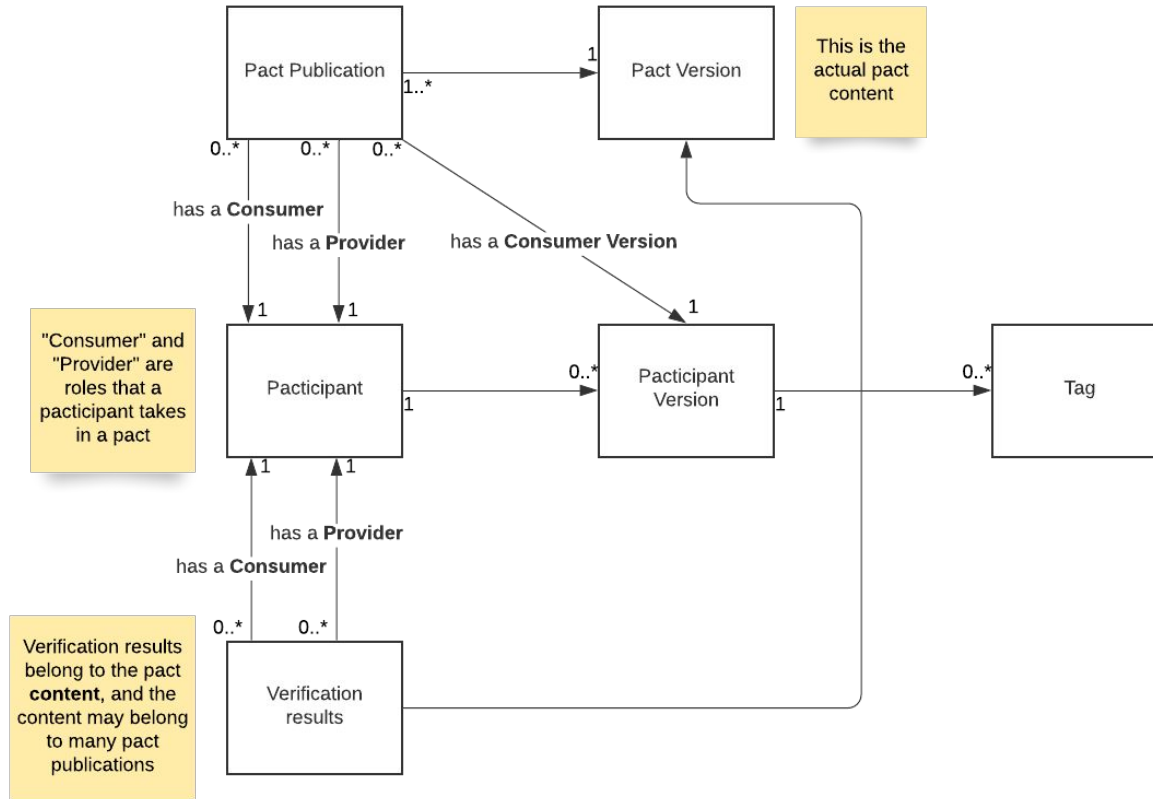 Pact Publication
1
1..*
Pact Version
This is the
actual pact
content
0..*
0..*
0..*
has a Consumer
has a Provider
has a Consumer Version
1
1
1
"Consumer" and
"Provider" are
roles that a
pacticipant takes
in a pact
Pacticipant
1
0..*
Pacticipant
Version
1
0..*
Tag
1
1
has a Provider
has a Consumer
0..*
0..*
Verification results
belong to the pact
content, and the
content may belong
to many pact
publications
Verification
results